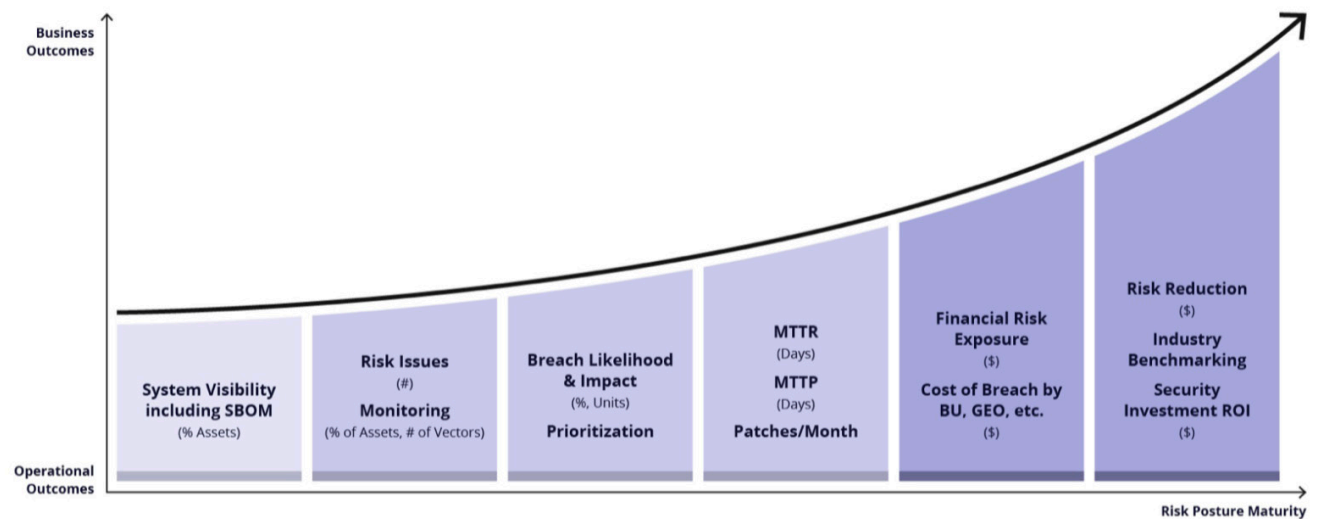 Business
Outcomes
System Visibility
including SBOM
(% Assets)
Risk Issues
(#)
Monitoring
(% of Assets, # of Vectors)
Breach Likelihood
& Impact
(%, Units)
Prioritization
MTTR
(Days)
MTTP
(Days)
Patches/Month
Financial Risk
Exposure
($)
Cost of Breach by
BU, GEO, etc.
($)
Risk Reduction
($)
Industry
Benchmarking
Security
Investment ROI
($)
Operational
Outcomes
Risk Posture Maturity